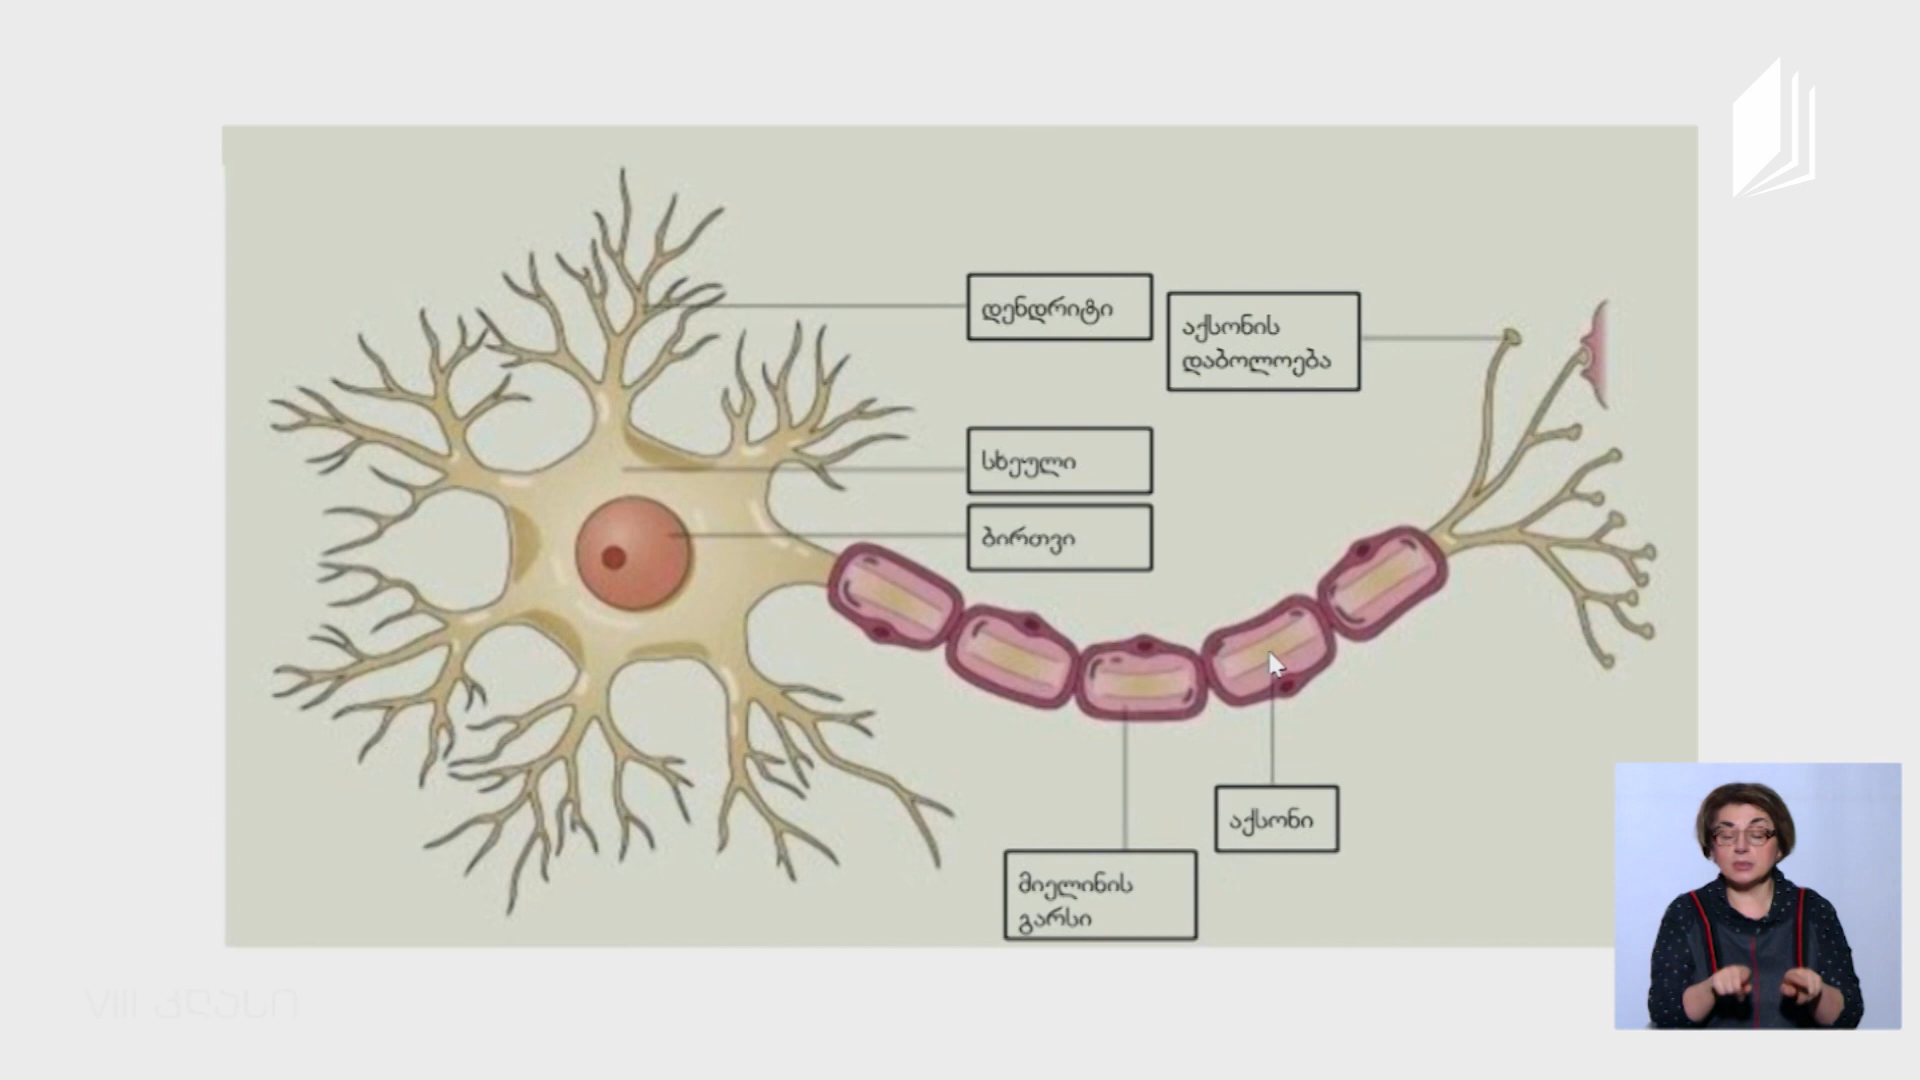 დენდრიტი
აქსონის
დაბოლოება
სხეული
ბირთვი
აქსონი
მიელინის
გარსი
VIII კლასი